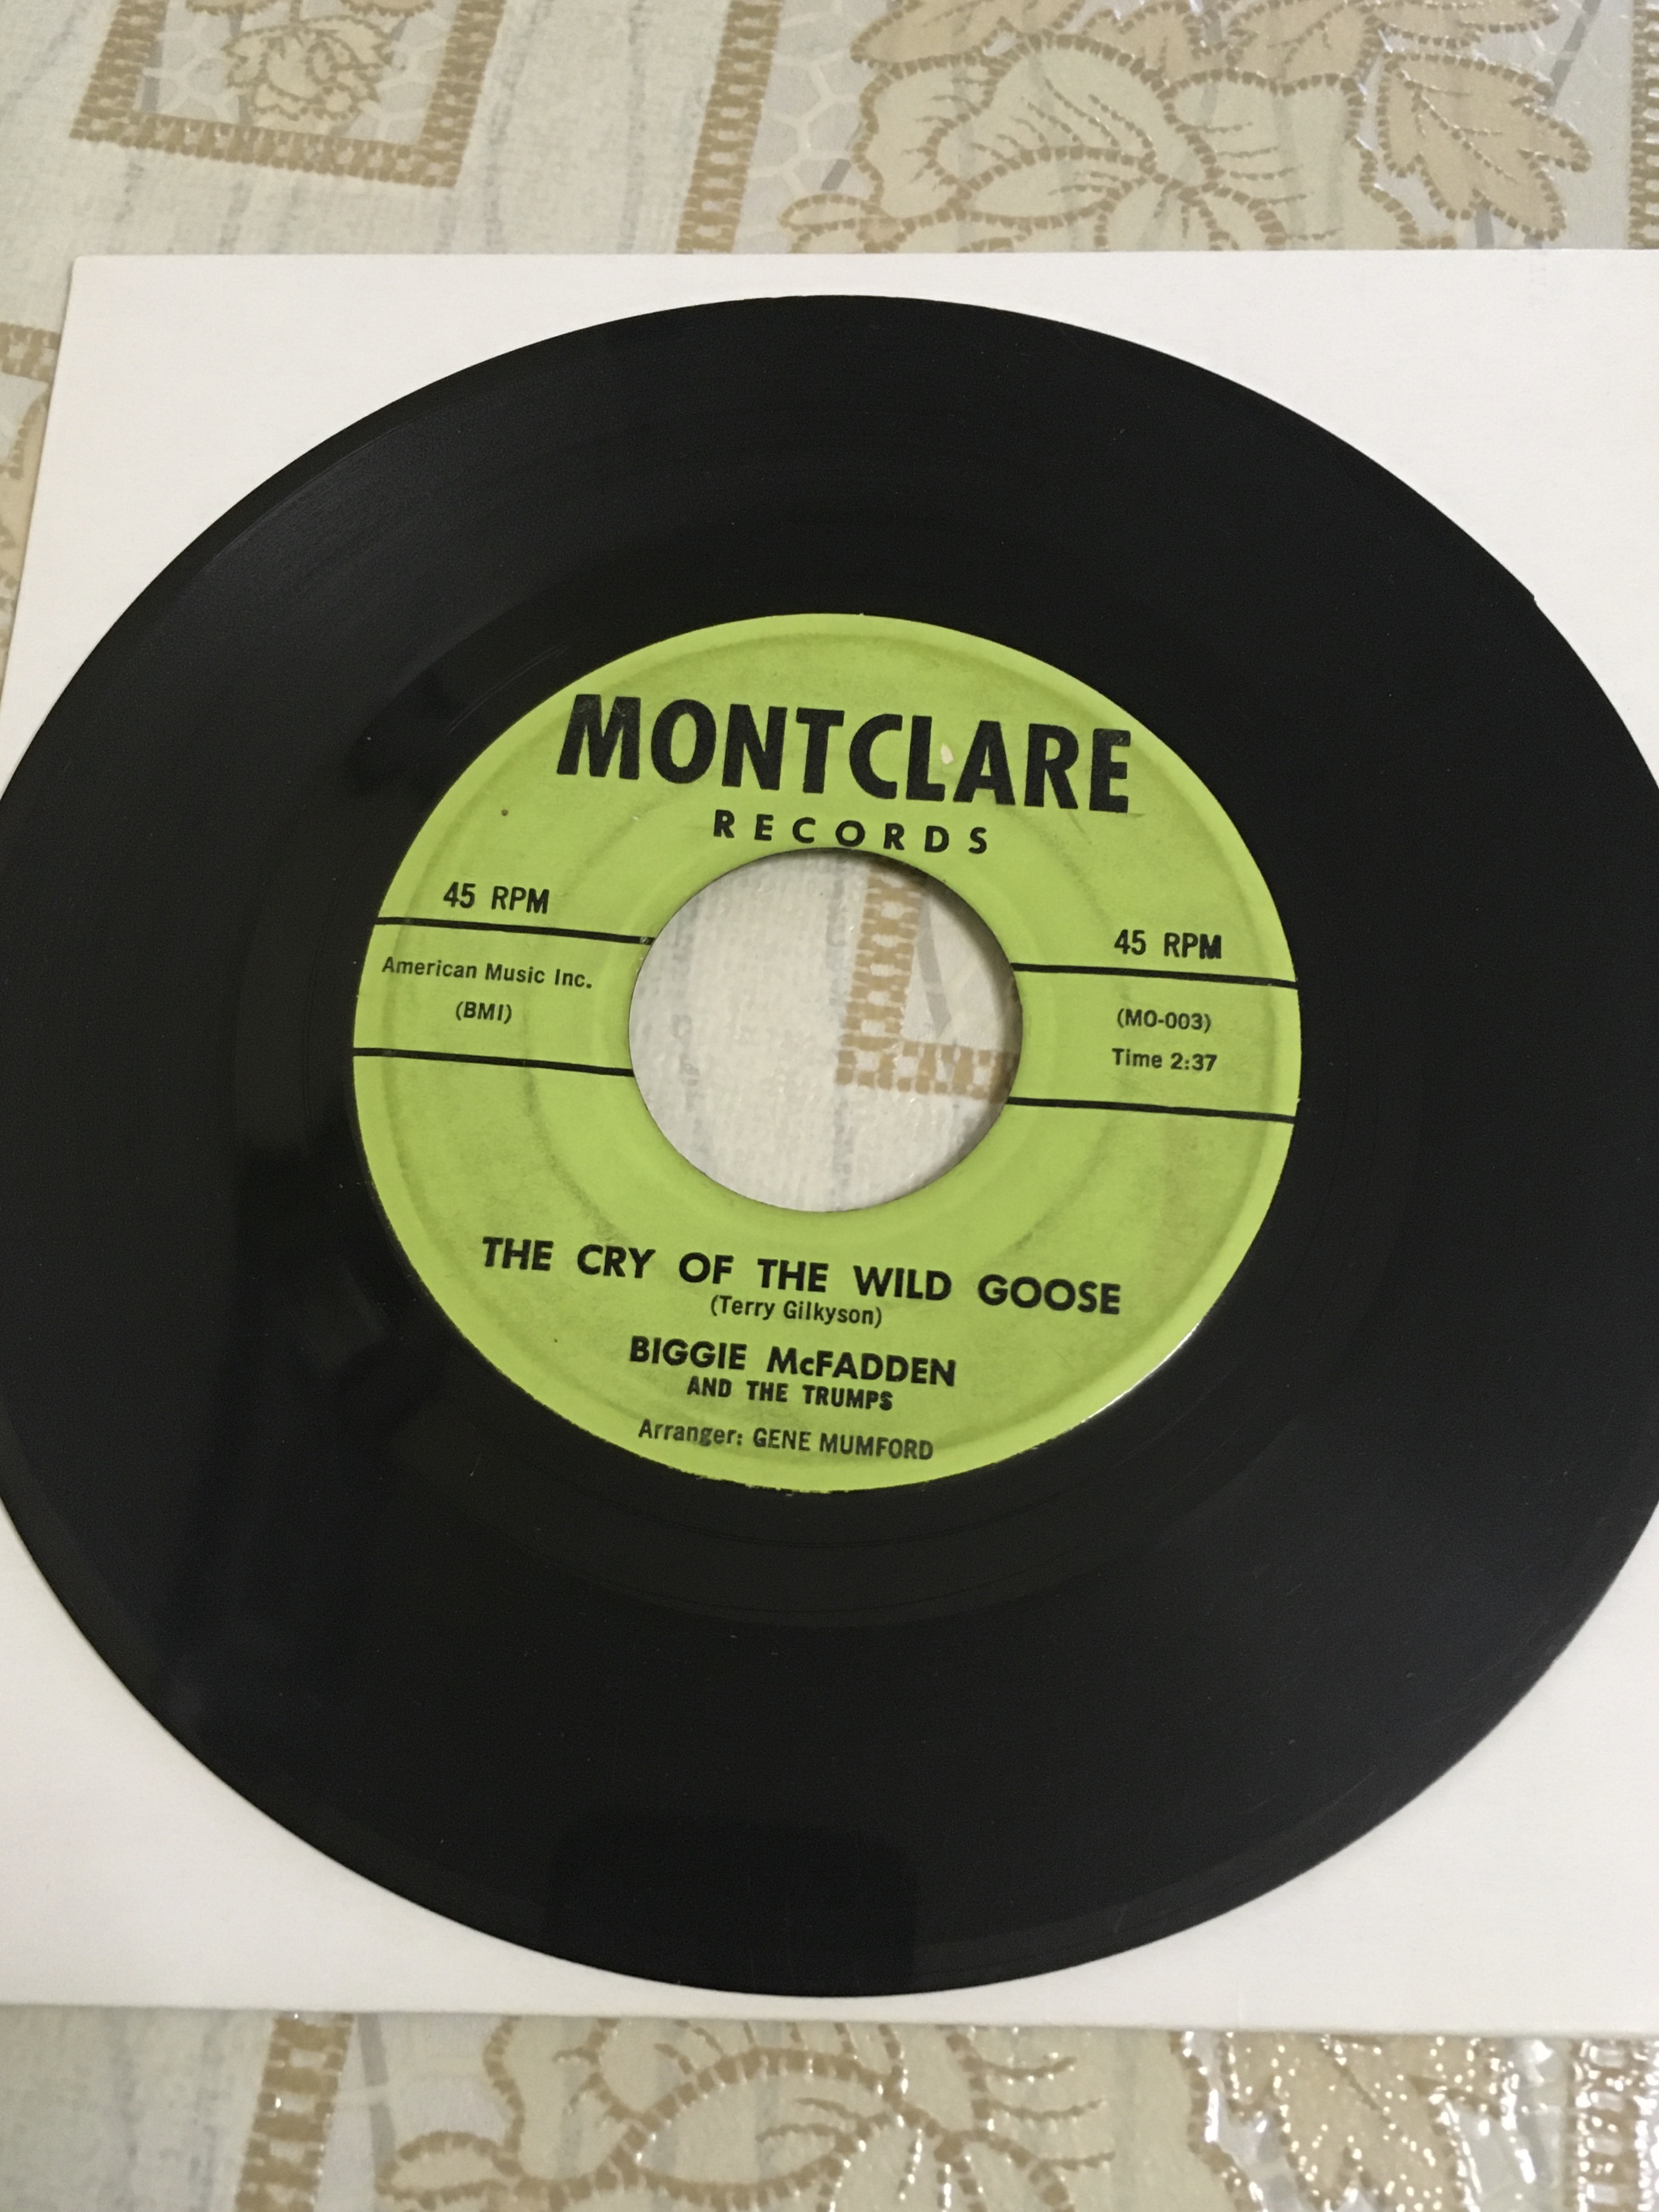 MONTCLARE
RECORDS
45 RPM
American Music Inc.
(BMI)
45 RPM
(MO-003)
Time 2:37
THE CRY OF THE WILD GOOSE
(Terry Gilkyson)
BIGGIE McFADDEN
AND THE TRUMPS
Arranger: GENE MUMFORD